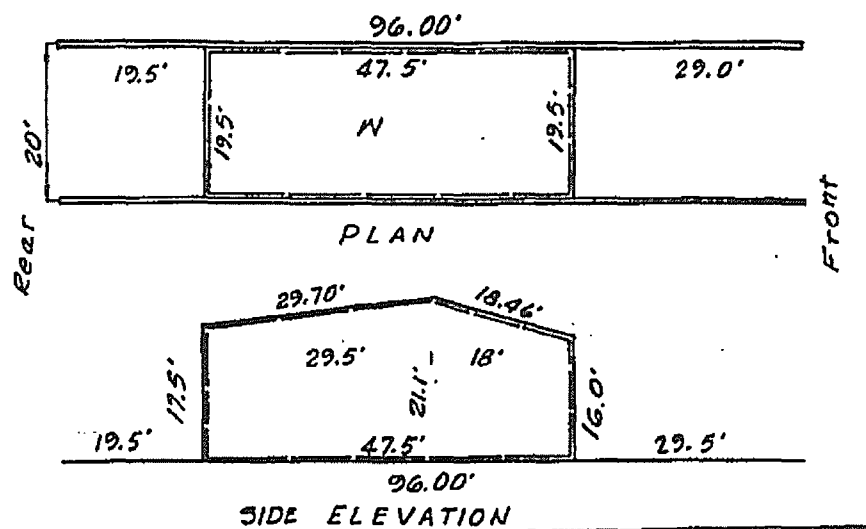 96.00'
19.5' 47.5' 29.0'
20' 19.5' M 19.5'
Rear PLAN Front
29.70' 18.46'
29.5' 21.1' 18'
17.5' 16.0'
19.5' 47.5' 29.5'
96.00'
SIDE ELEVATION